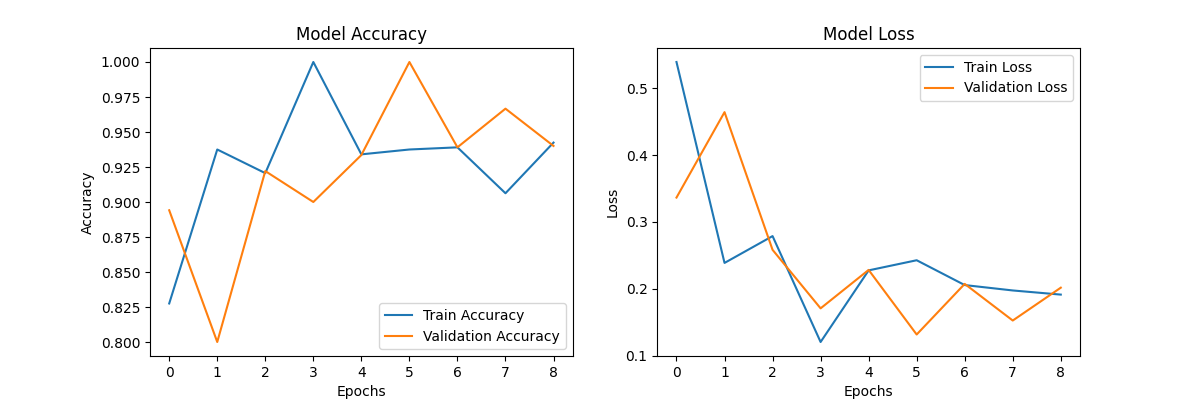 Model Accuracy
1.000
0.975
0.950
0.925
0.900
0.875
0.850
0.825
0.800
Accuracy
0 1 2 3 4 5 6 7 8
Epochs
Train Accuracy
Validation Accuracy
Model Loss
0.5
0.4
0.3
0.2
0.1
Loss
0 1 2 3 4 5 6 7 8
Epochs
Train Loss
Validation Loss